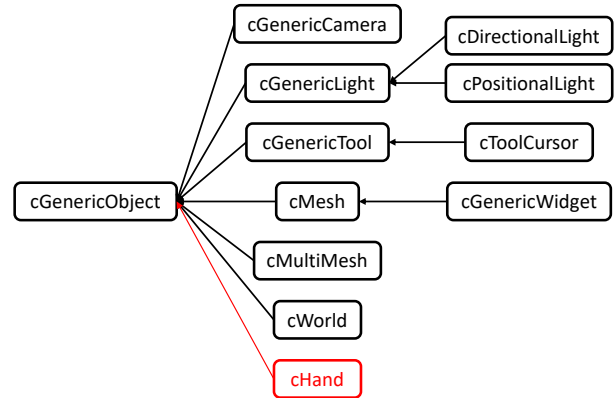 cGenericCamera
cDirectionalLight
cGenericLight
cPositionalLight
cGenericTool
cToolCursor
cGenericObject
cMesh
cGenericWidget
cMultiMesh
cWorld
cHand